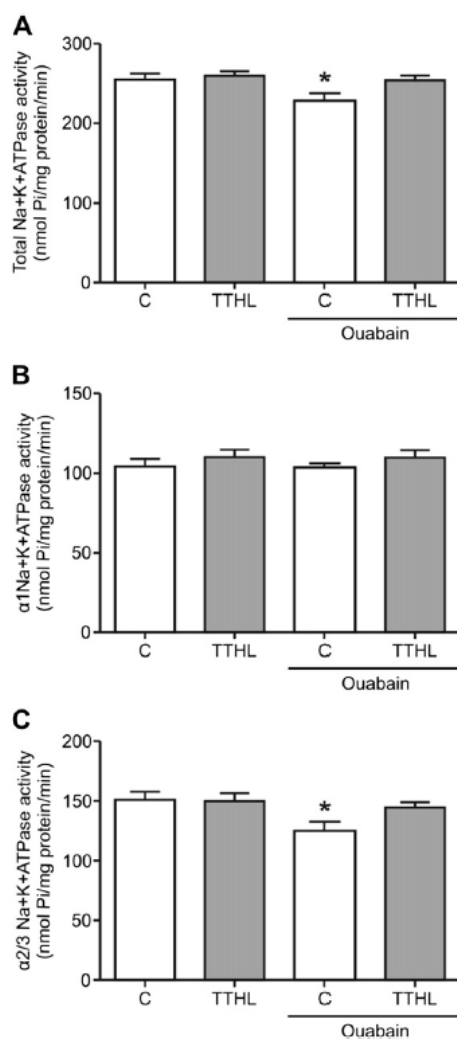 A
Total Na+K+ATPase activity
(nmol Pi/mg protein/min)
300
200
100
0
*
C
TTHL
C
TTHL
Ouabain
B
α1Na+K+ATPase activity
(nmol Pi/mg protein/min)
150
100
50
0
C
TTHL
C
TTHL
Ouabain
C
α2/3 Na+K+ATPase activity
(nmol Pi/mg protein/min)
200
150
100
50
0
*
C
TTHL
C
TTHL
Ouabain